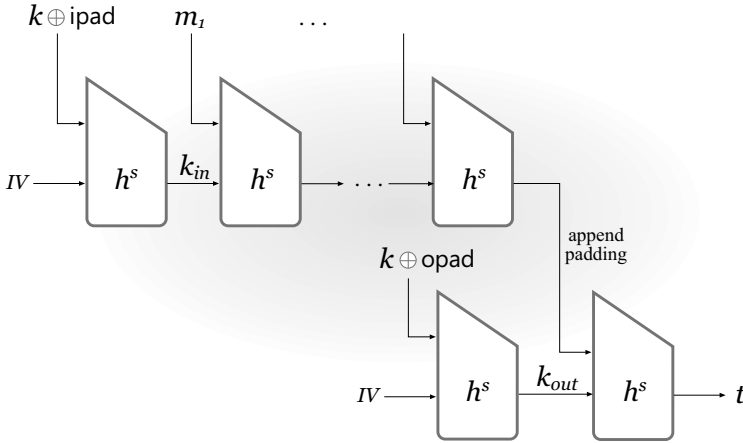 k ⊕ ipad
m₁
. . .
IV
hˢ
k_in
hˢ
. . .
hˢ
append
padding
k ⊕ opad
IV
hˢ
k_out
hˢ
t